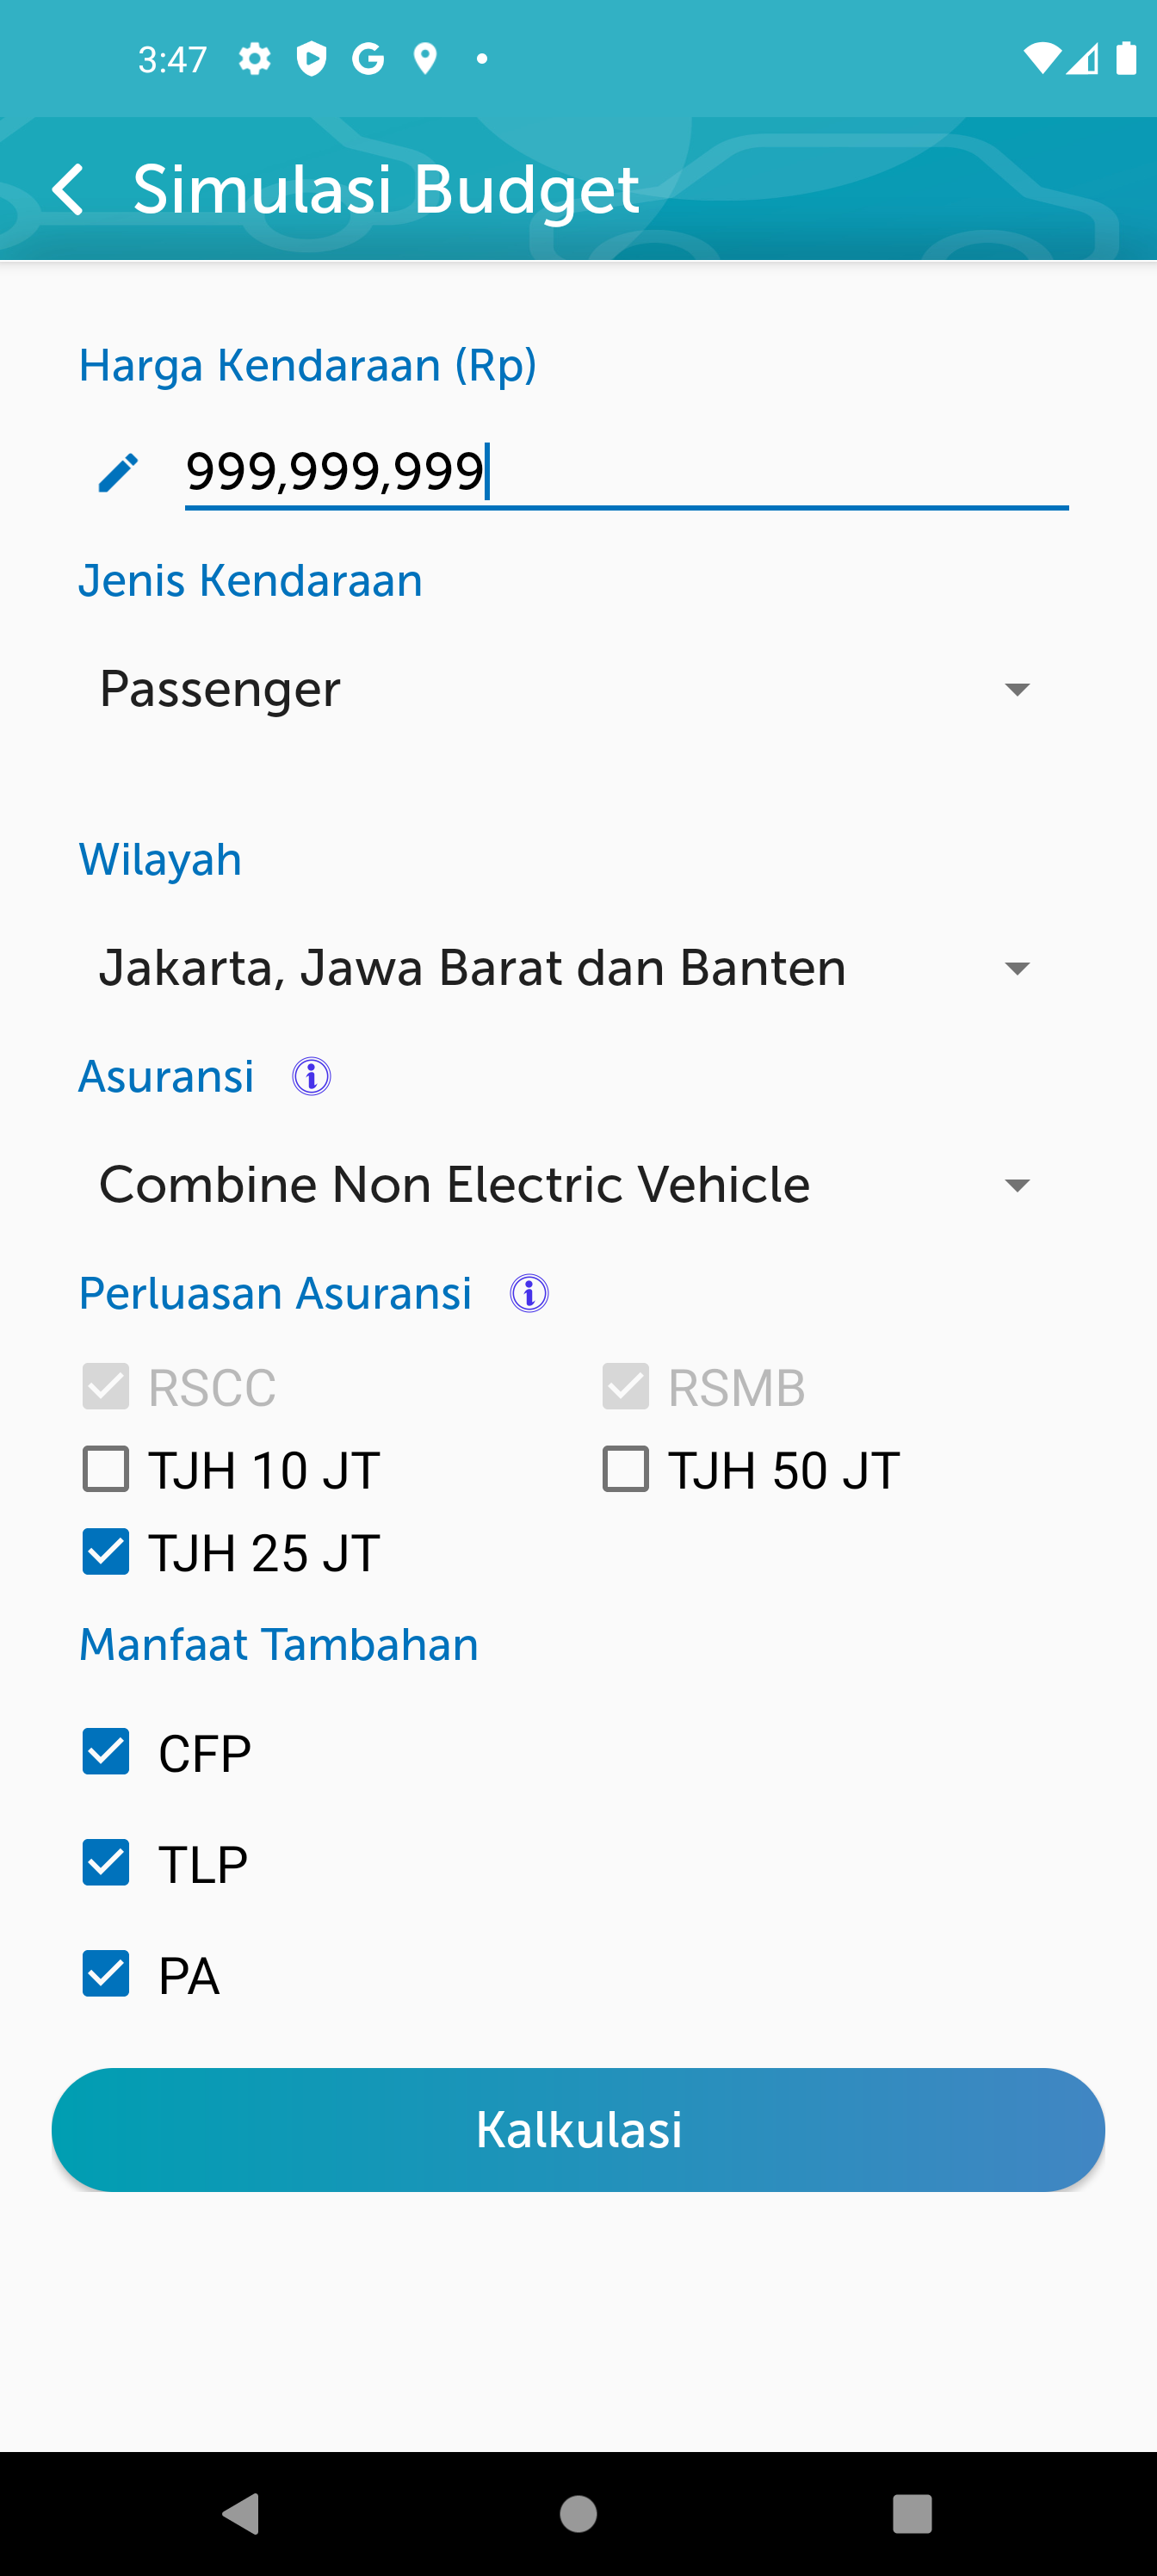 3:47
Simulasi Budget
Harga Kendaraan (Rp)
999,999,999
Jenis Kendaraan
Passenger
Wilayah
Jakarta, Jawa Barat dan Banten
Asuransi
Combine Non Electric Vehicle
Perluasan Asuransi
RSCC RSMB
TJH 10 JT TJH 50 JT
TJH 25 JT
Manfaat Tambahan
CFP
TLP
PA
Kalkulasi